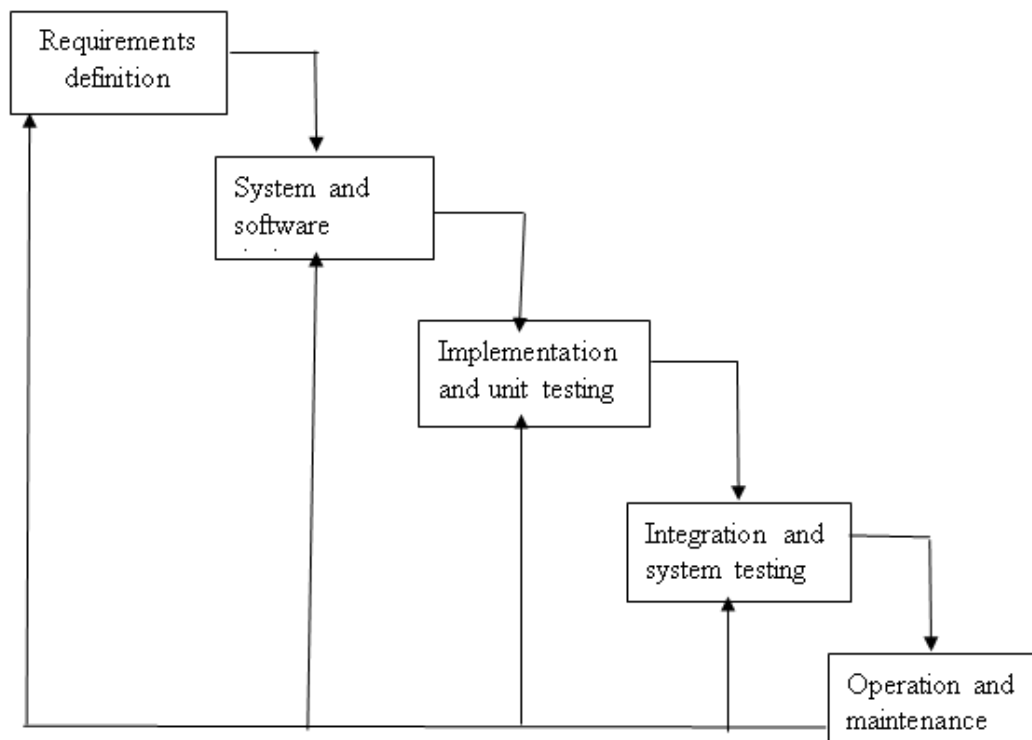 Requirements
definition
System and
software
Implementation
and unit testing
Integration and
system testing
Operation and
maintenance